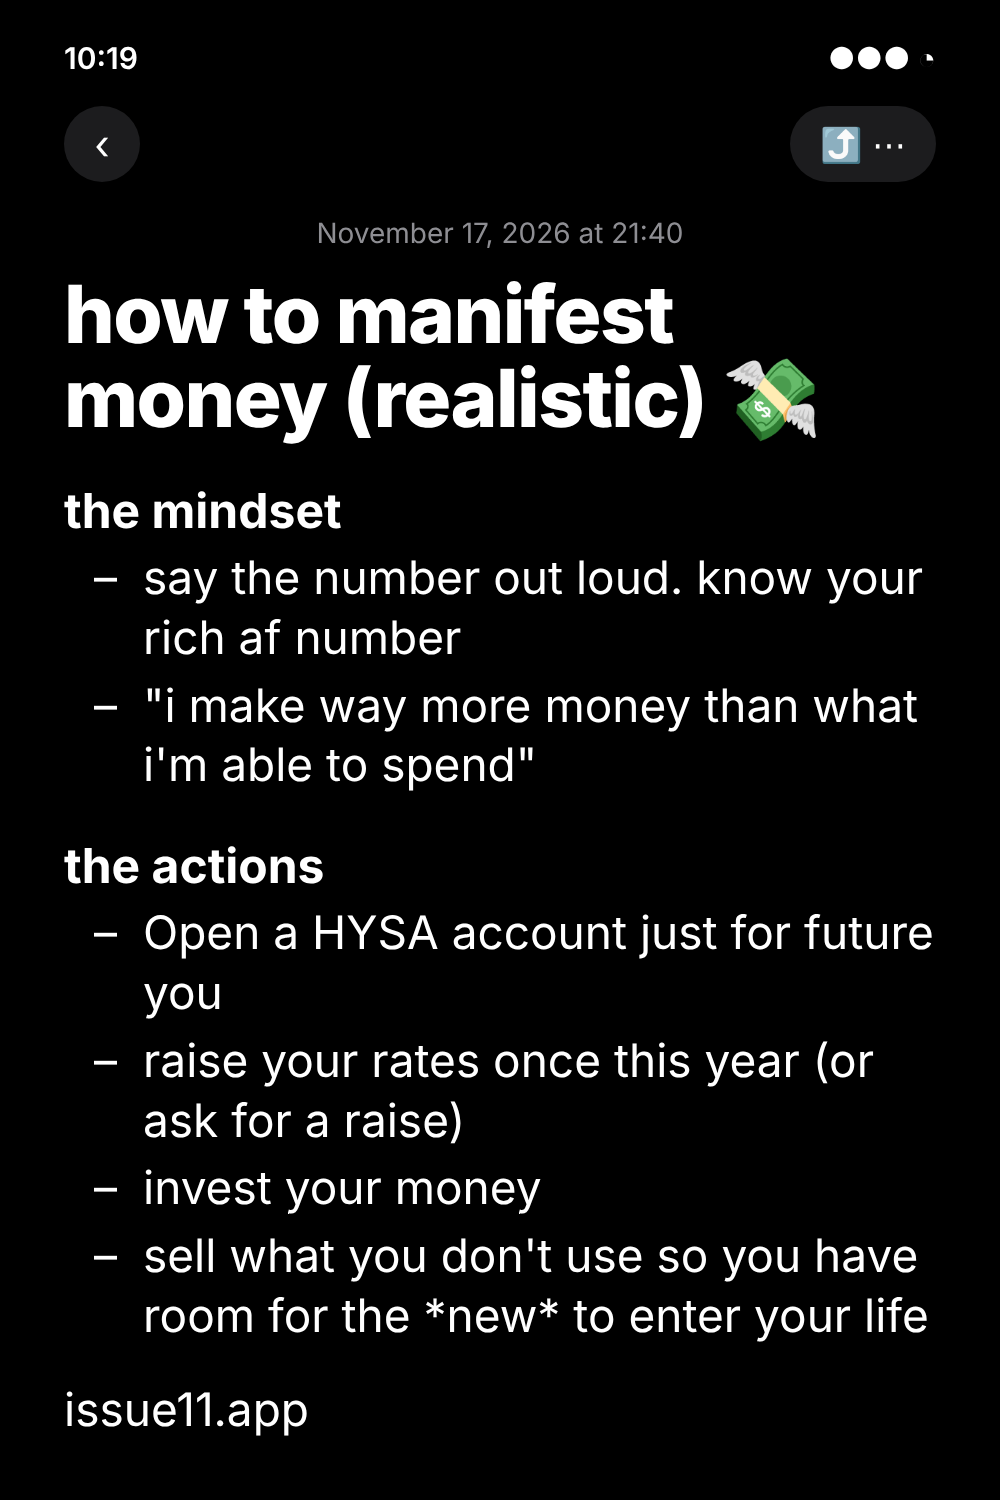 10:19
November 17, 2026 at 21:40
how to manifest
money (realistic) 💸
the mindset
– say the number out loud. know your
rich af number
– "i make way more money than what
i'm able to spend"
the actions
– Open a HYSA account just for future
you
– raise your rates once this year (or
ask for a raise)
– invest your money
– sell what you don't use so you have
room for the *new* to enter your life
issue11.app